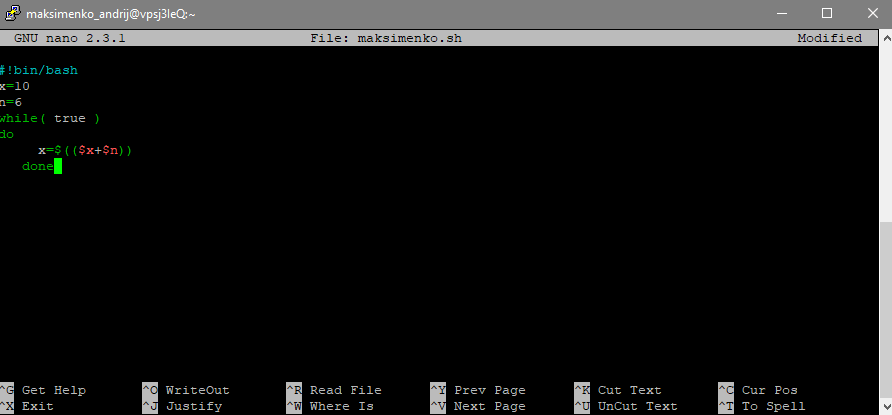 maksimenko_andrij@vpsj3leQ:~
GNU nano 2.3.1 File: maksimenko.sh Modified
#!bin/bash
x=10
n=6
while( true )
do
x=$(($x+$n))
done
^G Get Help ^O WriteOut ^R Read File ^Y Prev Page ^K Cut Text ^C Cur Pos
^X Exit ^J Justify ^W Where Is ^V Next Page ^U UnCut Text ^T To Spell